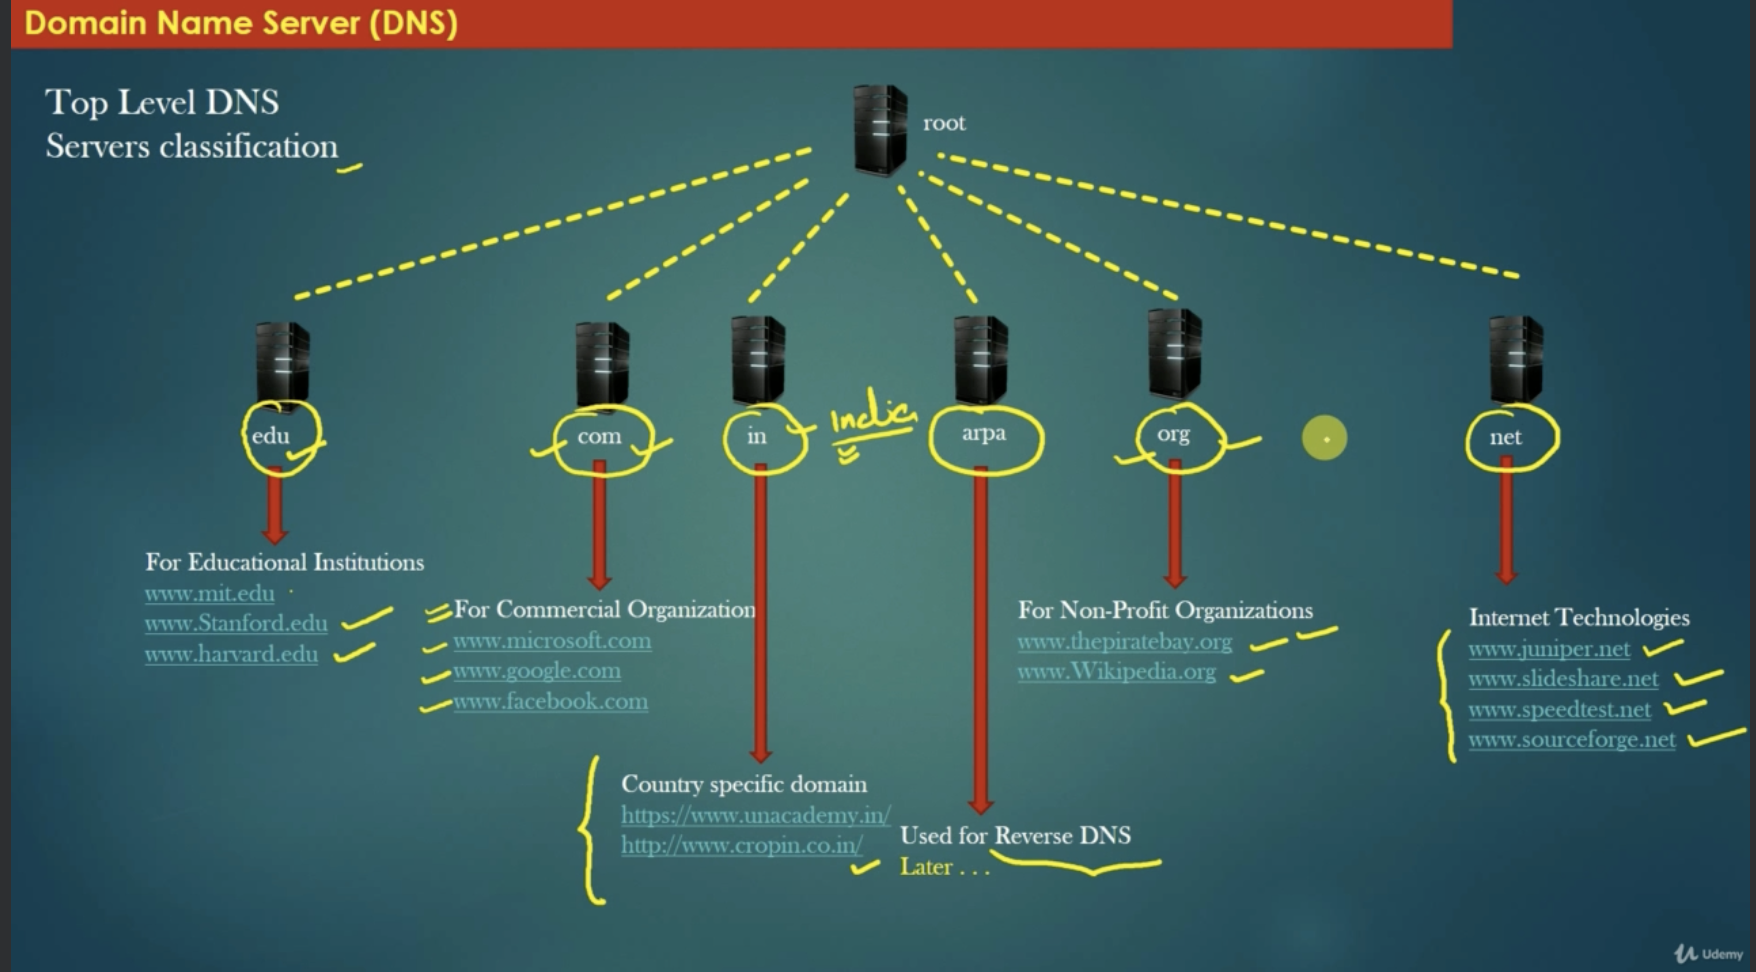 Domain Name Server (DNS)
Top Level DNS
Servers classification
root
edu
com
in
India
arpa
org
net
For Educational Institutions
www.mit.edu
www.Stanford.edu
www.harvard.edu
For Commercial Organization
www.microsoft.com
www.google.com
www.facebook.com
Country specific domain
https://www.unacademy.in/
http://www.cropin.co.in/
Used for Reverse DNS
Later . . .
For Non-Profit Organizations
www.thepiratebay.org
www.Wikipedia.org
Internet Technologies
www.juniper.net
www.slideshare.net
www.speedtest.net
www.sourceforge.net
Udemy